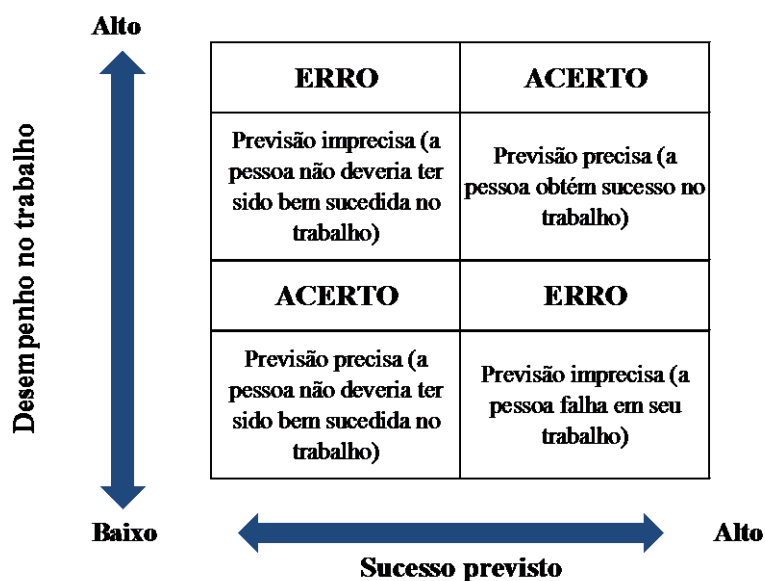 Alto
Desempenho no trabalho
ERRO
ACERTO
Previsão imprecisa (a
pessoa não deveria ter
sido bem sucedida no
trabalho)
Previsão precisa (a
pessoa obtém sucesso no
trabalho)
ACERTO
ERRO
Previsão precisa (a
pessoa não deveria ter
sido bem sucedida no
trabalho)
Previsão imprecisa (a
pessoa falha em seu
trabalho)
Baixo
Alto
Sucesso previsto